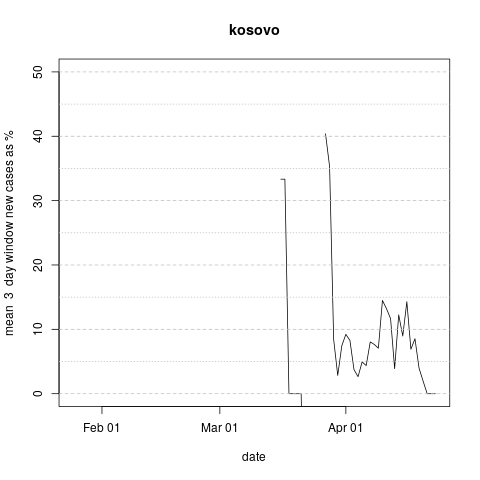 kosovo
mean 3 day window new cases as %
50
40
30
20
10
0
Feb 01
Mar 01
Apr 01
date